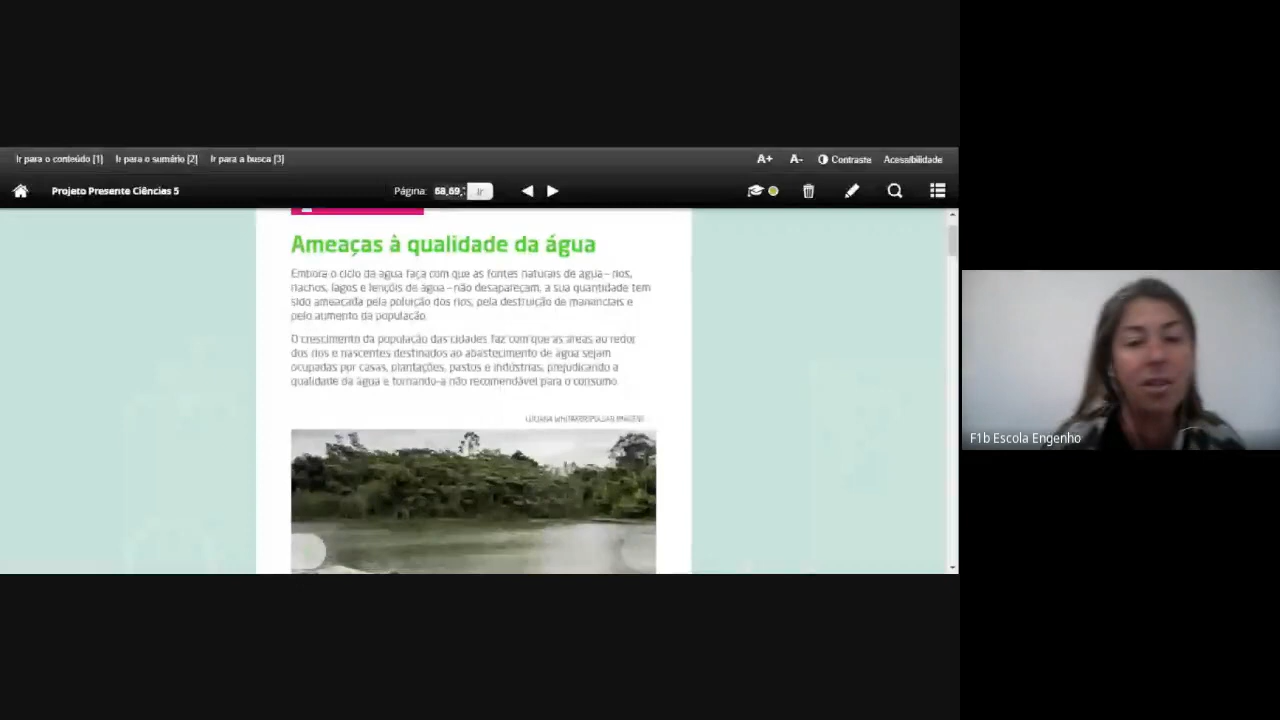 Ir para o conteúdo [1] Ir para o sumário [2] Ir para a busca [3] A+ A- Contraste Acessibilidade
Projeto Presente Ciências 5 Página: 68,69, Ir
Ameaças à qualidade da água
Embora o ciclo da água faça com que as fontes naturais de água – rios,
riachos, lagos e lençóis de água – não desapareçam, a sua quantidade tem
sido ameaçada pela poluição dos rios, pela destruição de mananciais e
pelo aumento da população.
O crescimento da população das cidades faz com que as áreas ao redor
dos rios e nascentes destinados ao abastecimento de água sejam
ocupadas por casas, plantações, pastos e indústrias, prejudicando a
qualidade da água e tornando-a não recomendável para o consumo.
F1b Escola Engenho